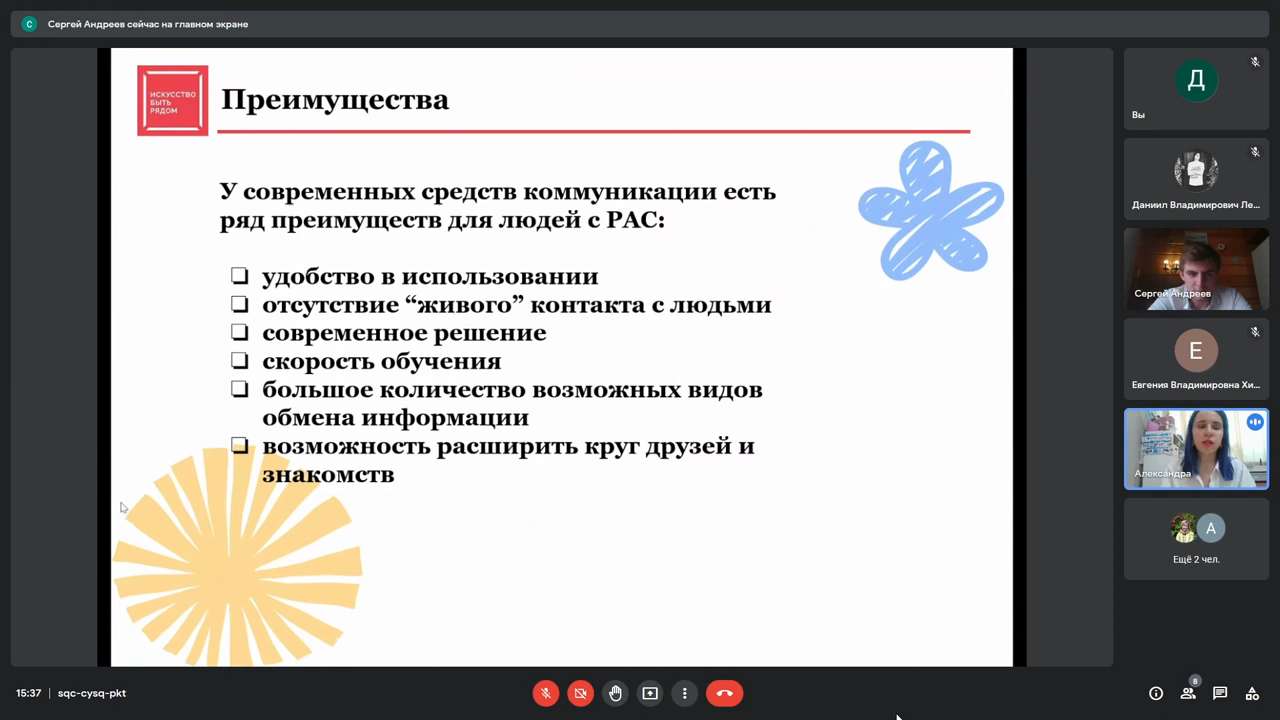 С
Сергей Андреев сейчас на главном экране
ИСКУССТВО
БЫТЬ
РЯДОМ
Преимущества
У современных средств коммуникации есть
ряд преимуществ для людей с РАС:
удобство в использовании
отсутствие “живого” контакта с людьми
современное решение
скорость обучения
большое количество возможных видов
обмена информации
возможность расширить круг друзей и
знакомств
Д
Вы
Даниил Владимирович Ле...
Сергей Андреев
Е
Евгения Владимировна Хи...
Александра
А
Ещё 2 чел.
15:37
sqc-cysq-pkt
8